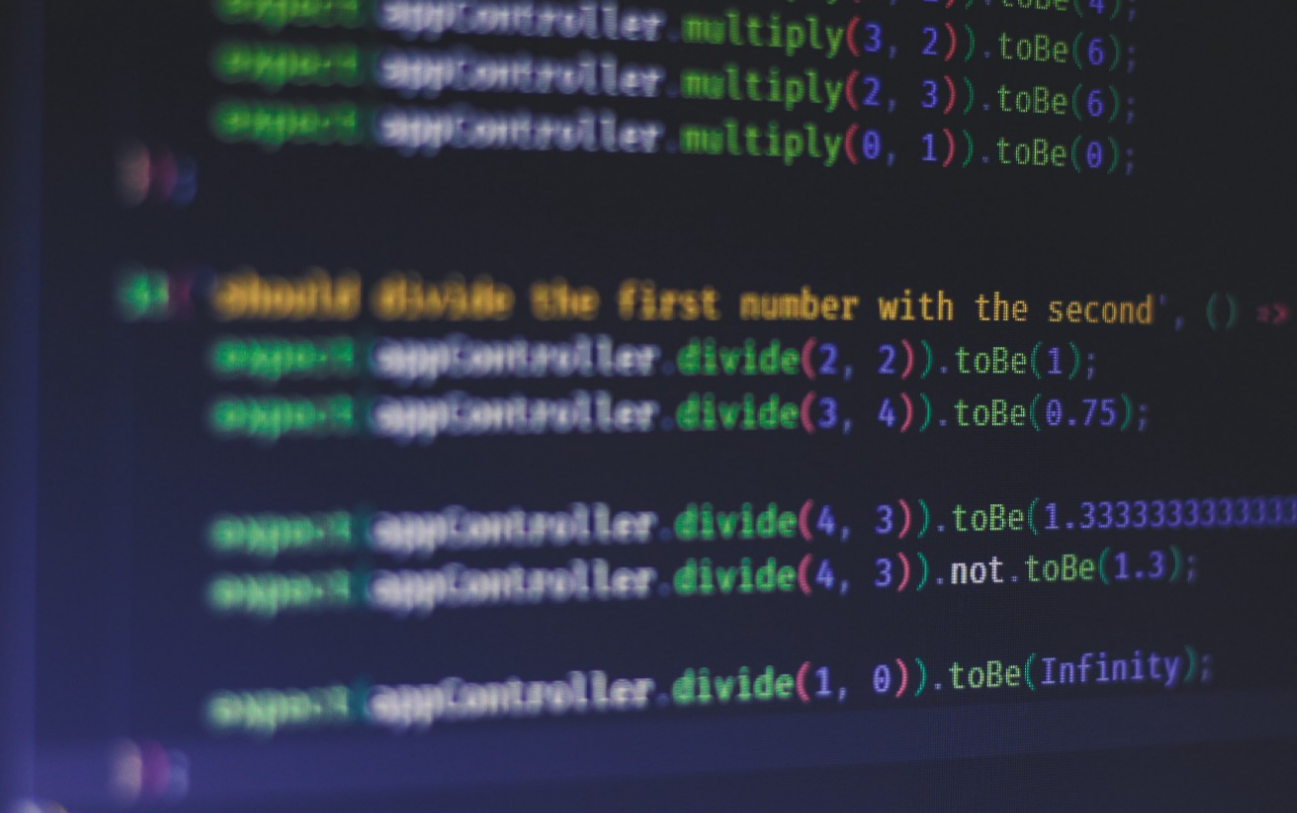 ).toBe(4);
expect(appController.multiply(3, 2)).toBe(6);
expect(appController.multiply(2, 3)).toBe(6);
expect(appController.multiply(0, 1)).toBe(0);
should divide the first number with the second', () =>
expect(appController.divide(2, 2)).toBe(1);
expect(appController.divide(3, 4)).toBe(0.75);
expect(appController.divide(4, 3)).toBe(1.3333333333333
expect(appController.divide(4, 3)).not.toBe(1.3);
expect(appController.divide(1, 0)).toBe(Infinity);